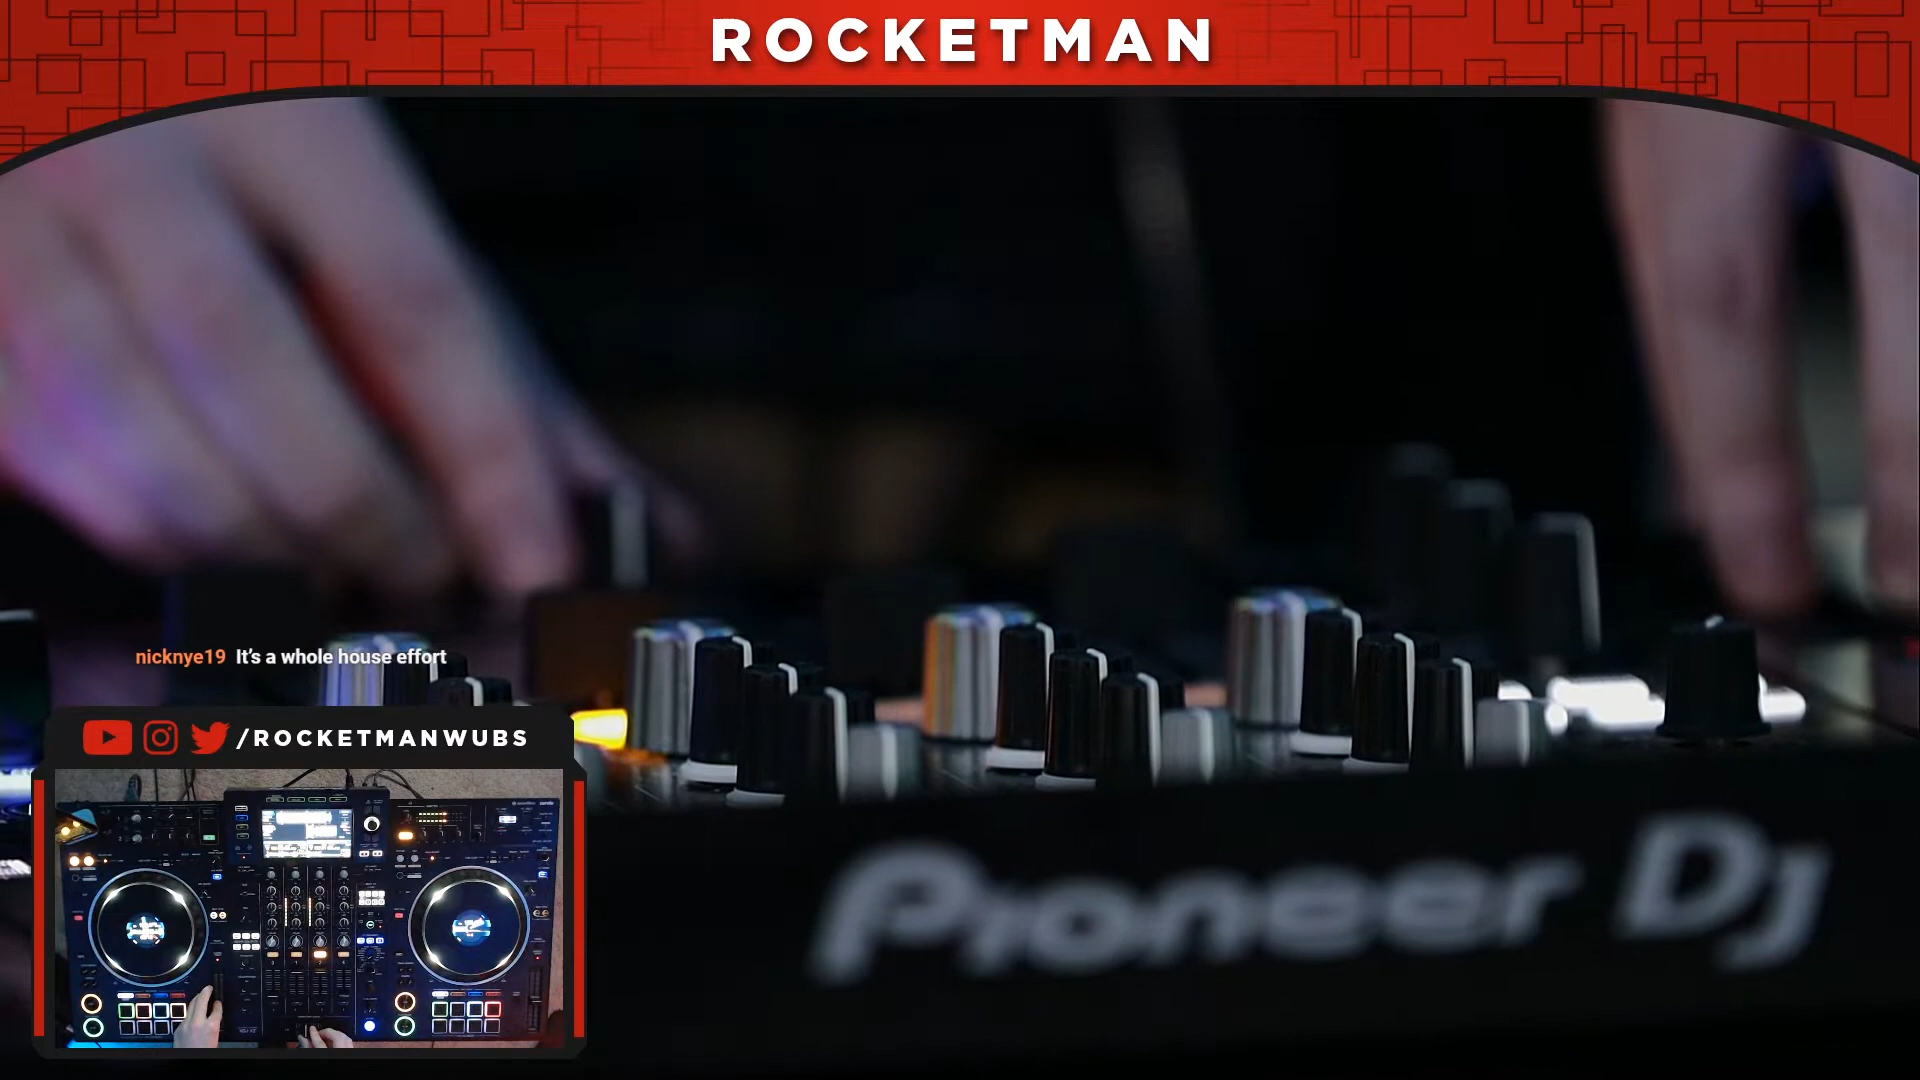 ROCKETMAN
nicknye19 It's a whole house effort
/ROCKETMANWUBS
Pioneer Dj